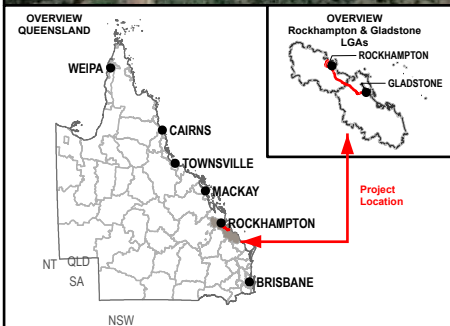 OVERVIEW
QUEENSLAND
WEIPA
CAIRNS
TOWNSVILLE
MACKAY
ROCKHAMPTON
BRISBANE
NT
QLD
SA
NSW
OVERVIEW
Rockhampton & Gladstone
LGAs
ROCKHAMPTON
GLADSTONE
Project
Location